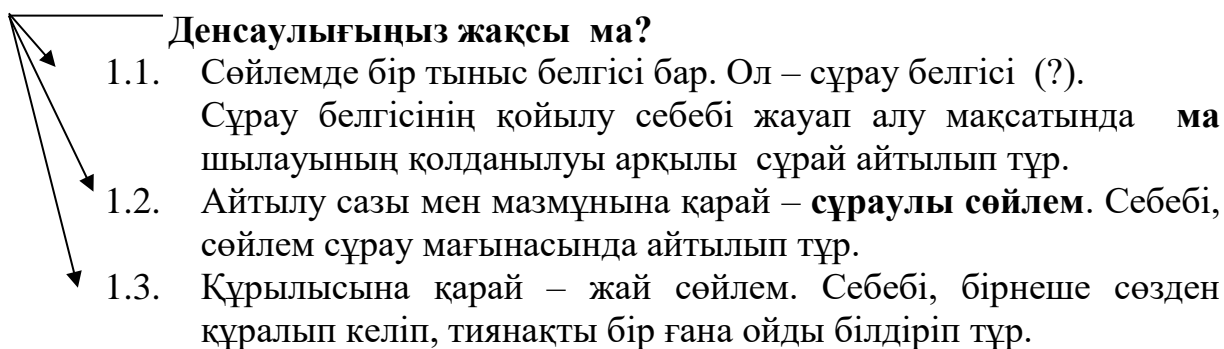 Денсаулығыңыз жақсы ма?
1.1. Сөйлемде бір тыныс белгісі бар. Ол – сұрау белгісі (?).
Сұрау белгісінің қойылу себебі жауап алу мақсатында ма
шылауының қолданылуы арқылы сұрай айтылып тұр.
1.2. Айтылу сазы мен мазмұнына қарай – сұраулы сөйлем. Себебі,
сөйлем сұрау мағынасында айтылып тұр.
1.3. Құрылысына қарай – жай сөйлем. Себебі, бірнеше сөзден
құралып келіп, тиянақты бір ғана ойды білдіріп тұр.